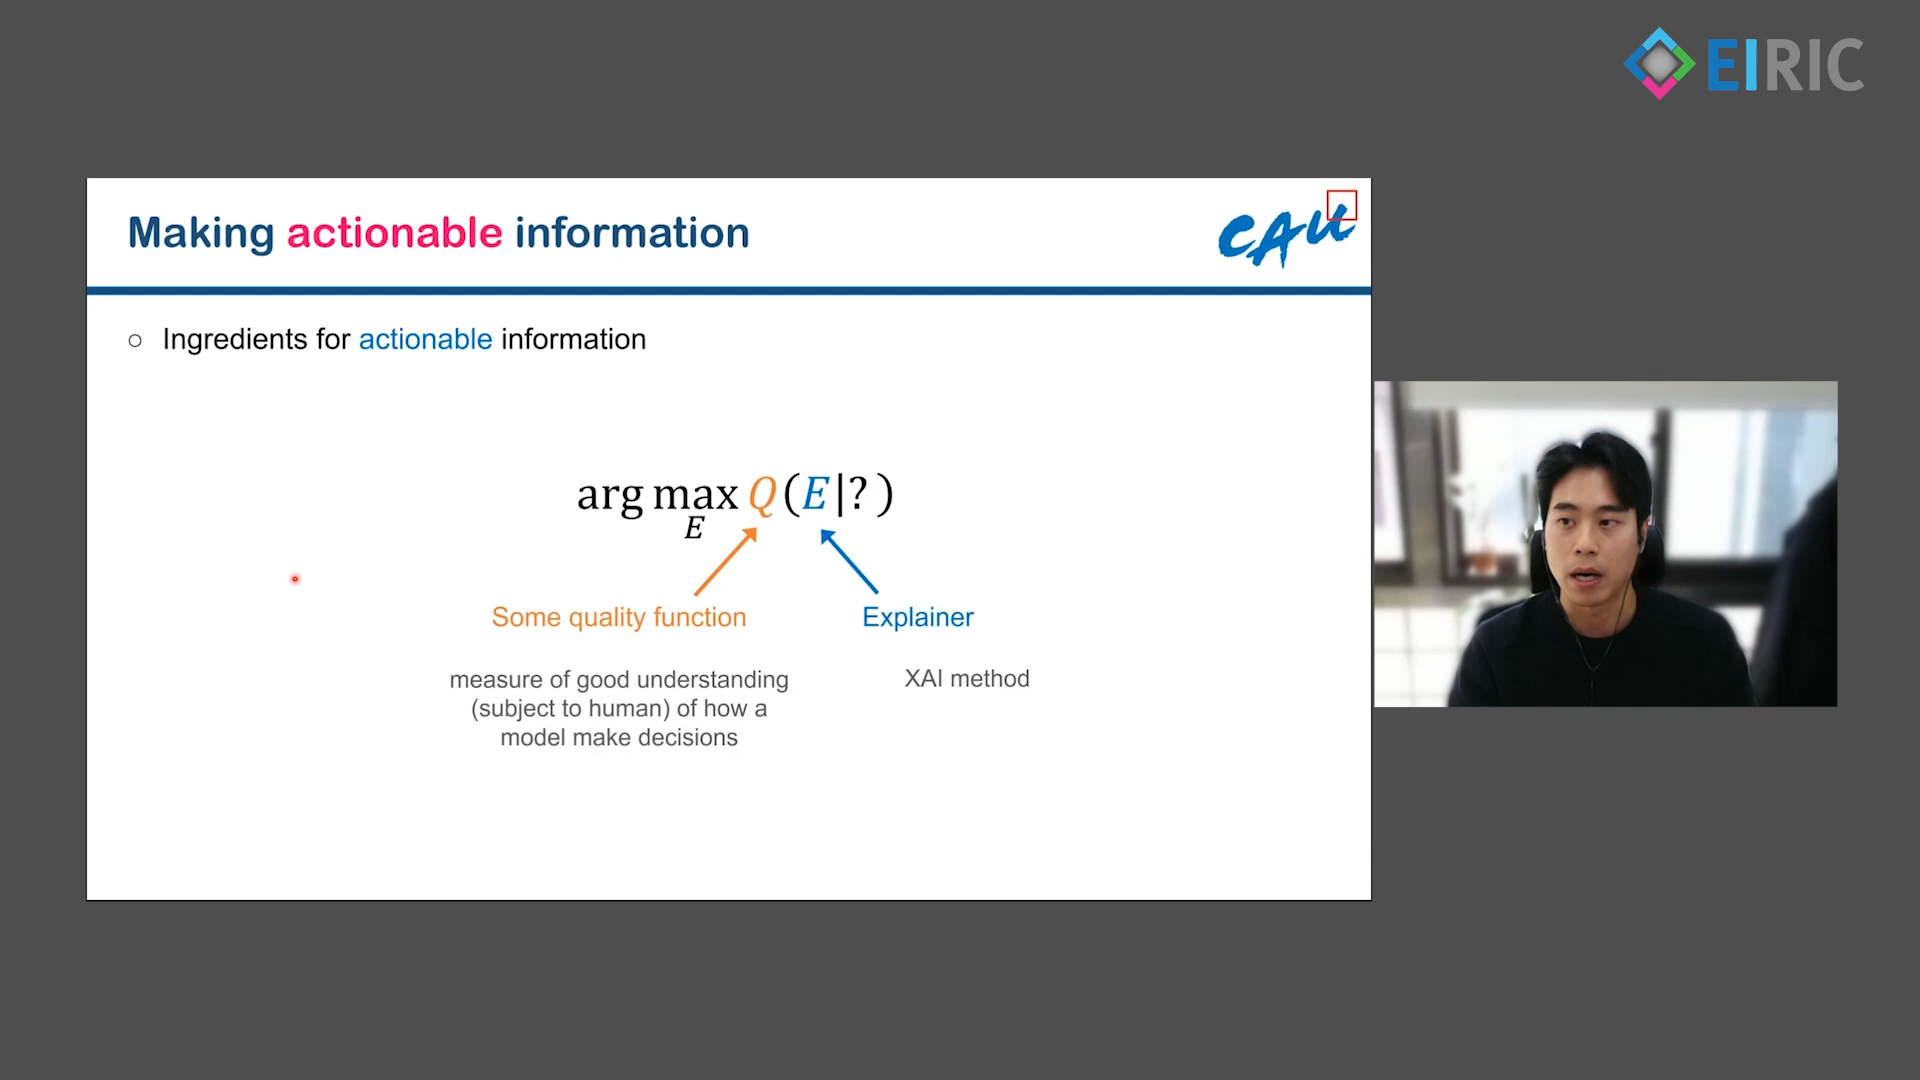 EIRIC
Making actionable information
CAU
○ Ingredients for actionable information
arg max Q(E|?)
E
Some quality function
Explainer
measure of good understanding
(subject to human) of how a
model make decisions
XAI method